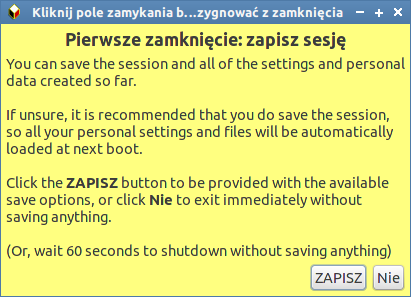 Kliknij pole zamykania b...zygnować z zamknięcia
Pierwsze zamknięcie: zapisz sesję
You can save the session and all of the settings and personal
data created so far.
If unsure, it is recommended that you do save the session,
so all your personal settings and files will be automatically
loaded at next boot.
Click the ZAPISZ button to be provided with the available
save options, or click Nie to exit immediately without
saving anything.
(Or, wait 60 seconds to shutdown without saving anything)
ZAPISZ Nie